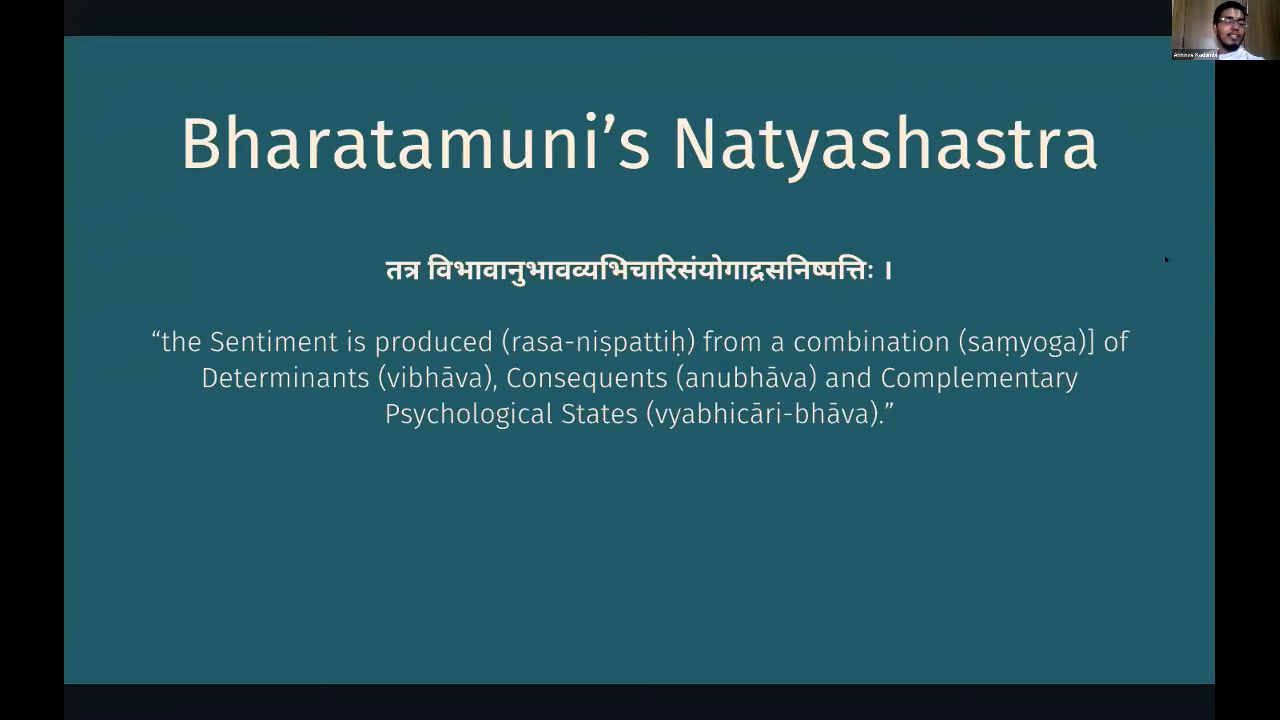 Bharatamuni’s Natyashastra
तत्र विभावानुभावव्यभिचारिसंयोगाद्रसनिष्पत्तिः ।
“the Sentiment is produced (rasa-niṣpattiḥ) from a combination (saṃyoga)] of
Determinants (vibhāva), Consequents (anubhāva) and Complementary
Psychological States (vyabhicāri-bhāva).”